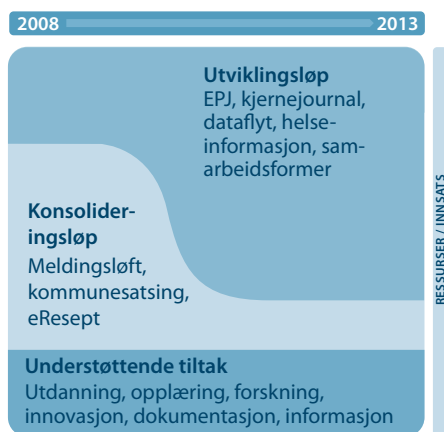 2008 2013
Utviklingsløp
EPJ, kjernejournal,
dataflyt, helse-
informasjon, sam-
arbeidsformer
Konsolider-
ingsløp
Meldingsløft,
kommunesatsing,
eResept
Understøttende tiltak
Utdanning, opplæring, forskning,
innovasjon, dokumentasjon, informasjon
RESSURSER / INNSATS